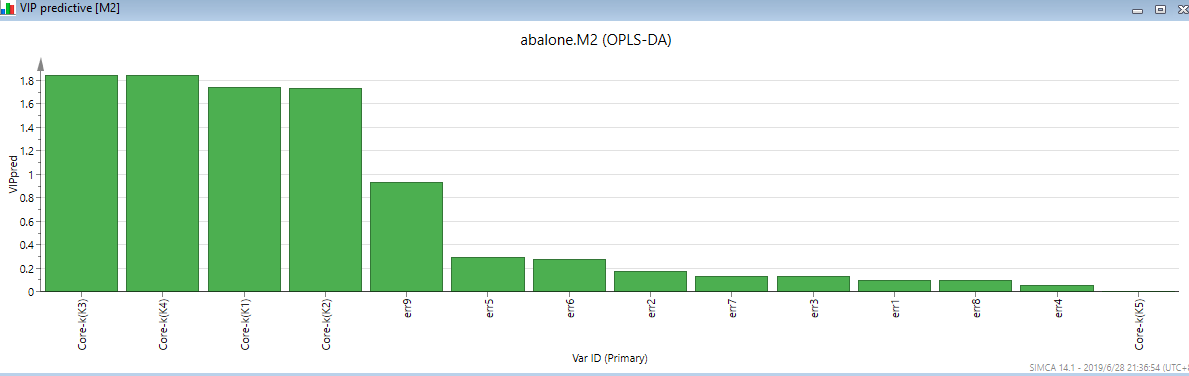 VIP predictive [M2]
abalone.M2 (OPLS-DA)
1.8
1.6
1.4
1.2
1
0.8
0.6
0.4
0.2
0
VIPpred
Core-k(K3)
Core-k(K4)
Core-k(K1)
Core-k(K2)
err9
err5
err6
err2
err7
err3
err1
err8
err4
Core-k(K5)
Var ID (Primary)
SIMCA 14.1 - 2019/6/28 21:36:54 (UTC+